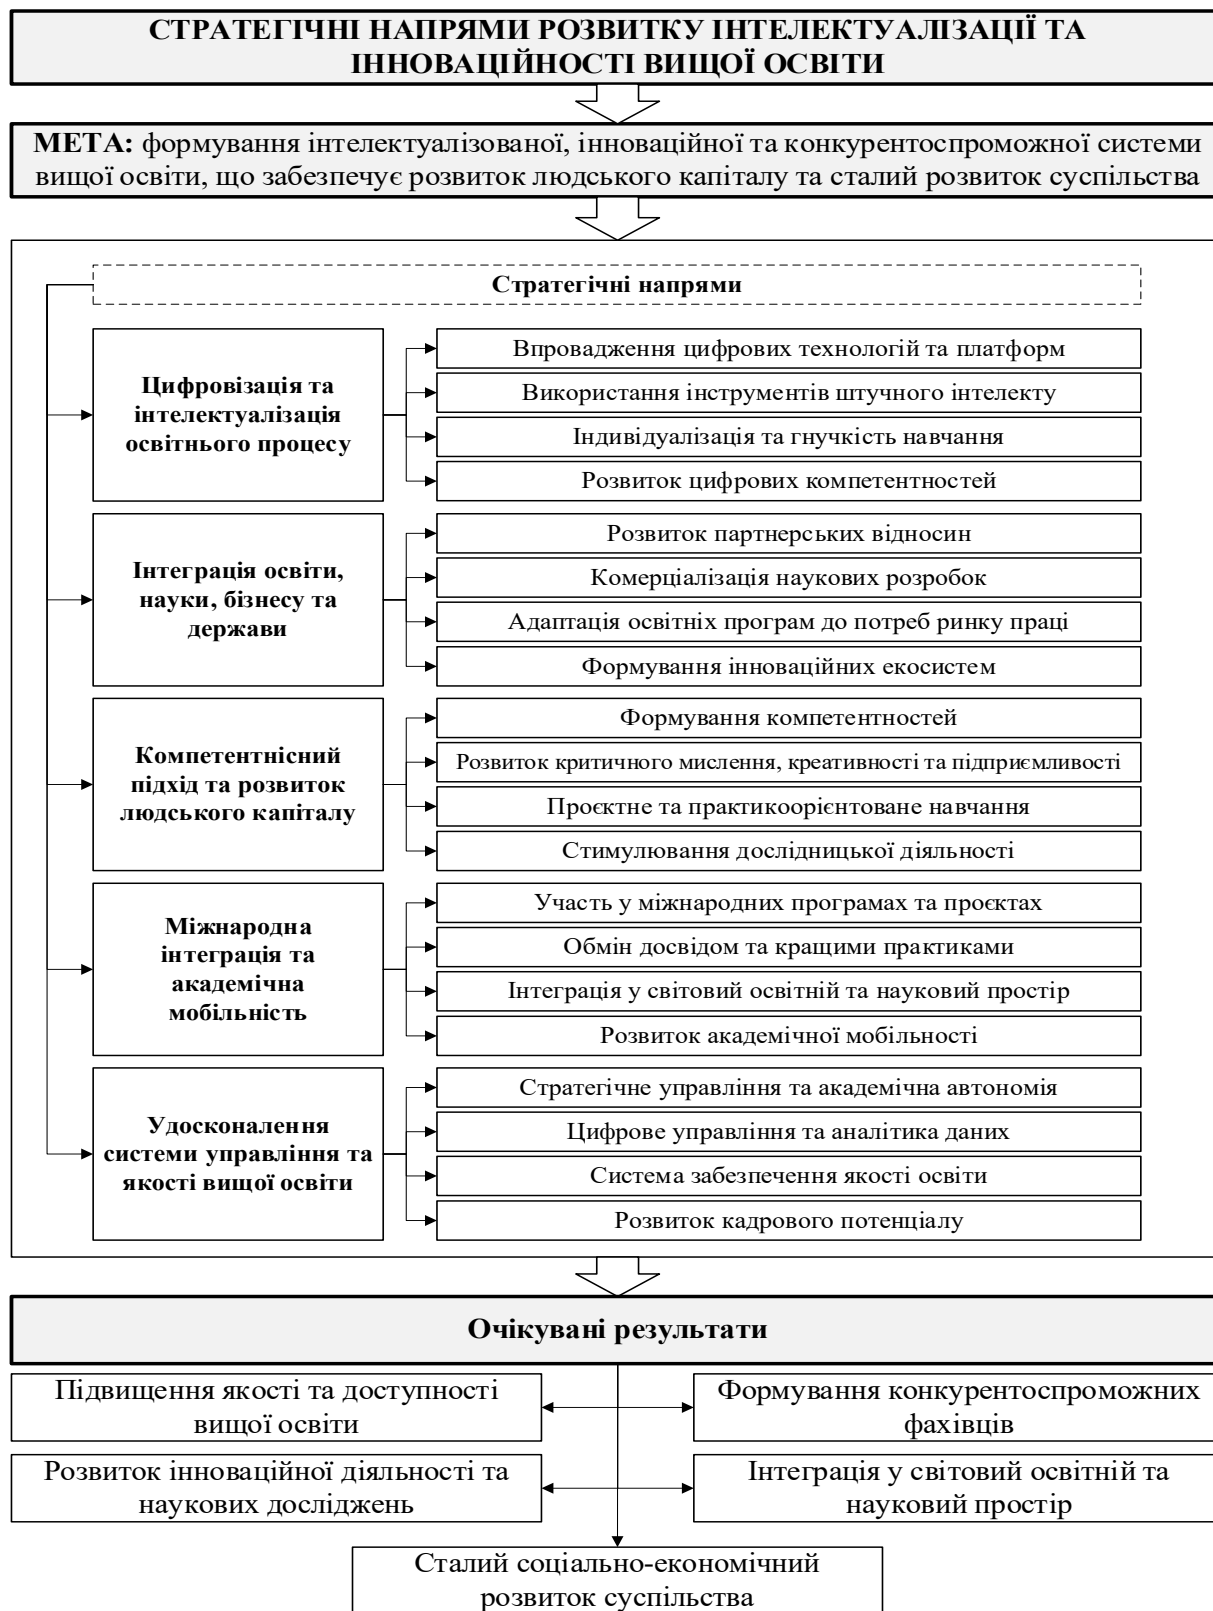 СТРАТЕГІЧНІ НАПРЯМИ РОЗВИТКУ ІНТЕЛЕКТУАЛІЗАЦІЇ ТА
ІННОВАЦІЙНОСТІ ВИЩОЇ ОСВІТИ
МЕТА: формування інтелектуалізованої, інноваційної та конкурентоспроможної системи
вищої освіти, що забезпечує розвиток людського капіталу та сталий розвиток суспільства
Стратегічні напрями
Цифровізація та
інтелектуалізація
освітнього процесу
Впровадження цифрових технологій та платформ
Використання інструментів штучного інтелекту
Індивідуалізація та гнучкість навчання
Розвиток цифрових компетентностей
Інтеграція освіти,
науки, бізнесу та
держави
Розвиток партнерських відносин
Комерціалізація наукових розробок
Адаптація освітніх програм до потреб ринку праці
Формування інноваційних екосистем
Компетентнісний
підхід та розвиток
людського капіталу
Формування компетентностей
Розвиток критичного мислення, креативності та підприємливості
Проєктне та практикоорієнтоване навчання
Стимулювання дослідницької діяльності
Міжнародна
інтеграція та
академічна
мобільність
Участь у міжнародних програмах та проєктах
Обмін досвідом та кращими практиками
Інтеграція у світовий освітній та науковий простір
Розвиток академічної мобільності
Удосконалення
системи управління та
якості вищої освіти
Стратегічне управління та академічна автономія
Цифрове управління та аналітика даних
Система забезпечення якості освіти
Розвиток кадрового потенціалу
Очікувані результати
Підвищення якості та доступності
вищої освіти
Формування конкурентоспроможних
фахівців
Розвиток інноваційної діяльності та
наукових досліджень
Інтеграція у світовий освітній та
науковий простір
Сталий соціально-економічний
розвиток суспільства